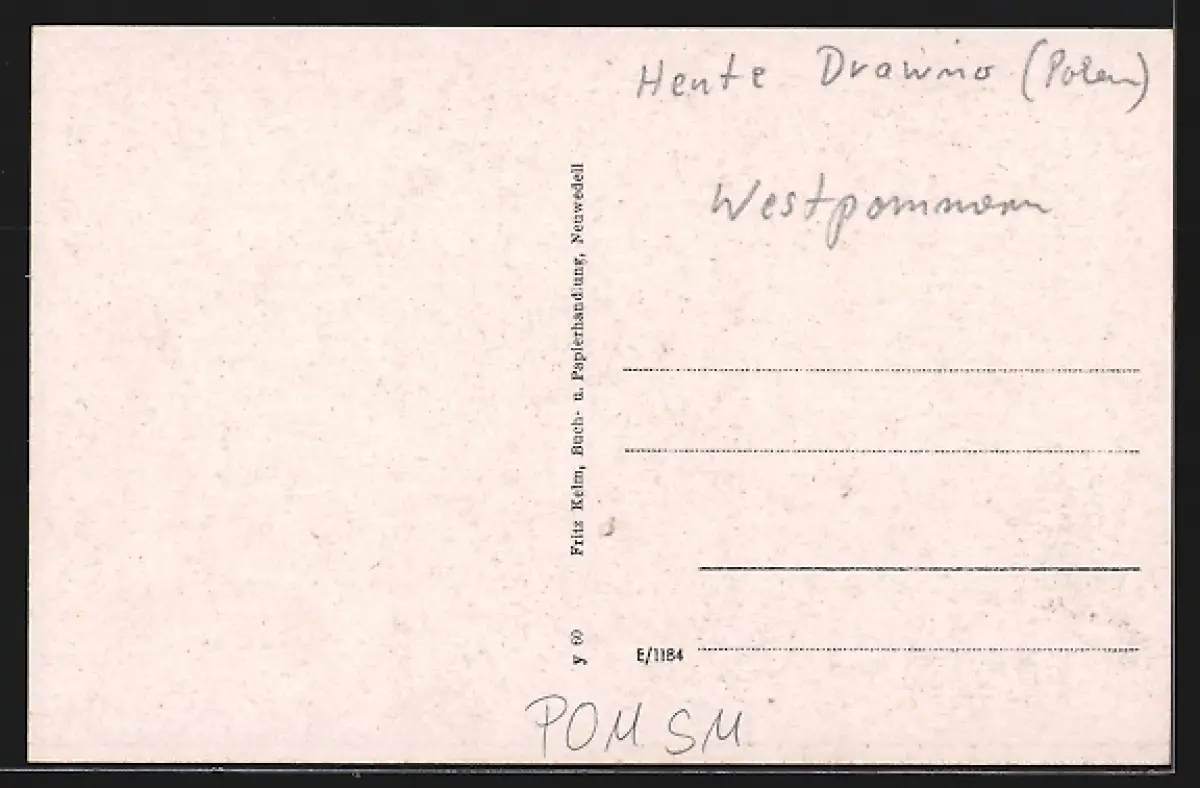 Heute Drawno (Polen)
Westpommern
Fritz Kelm, Buch- u. Papierhandlung, Neuwedell
y 60
E/1184
POM SM